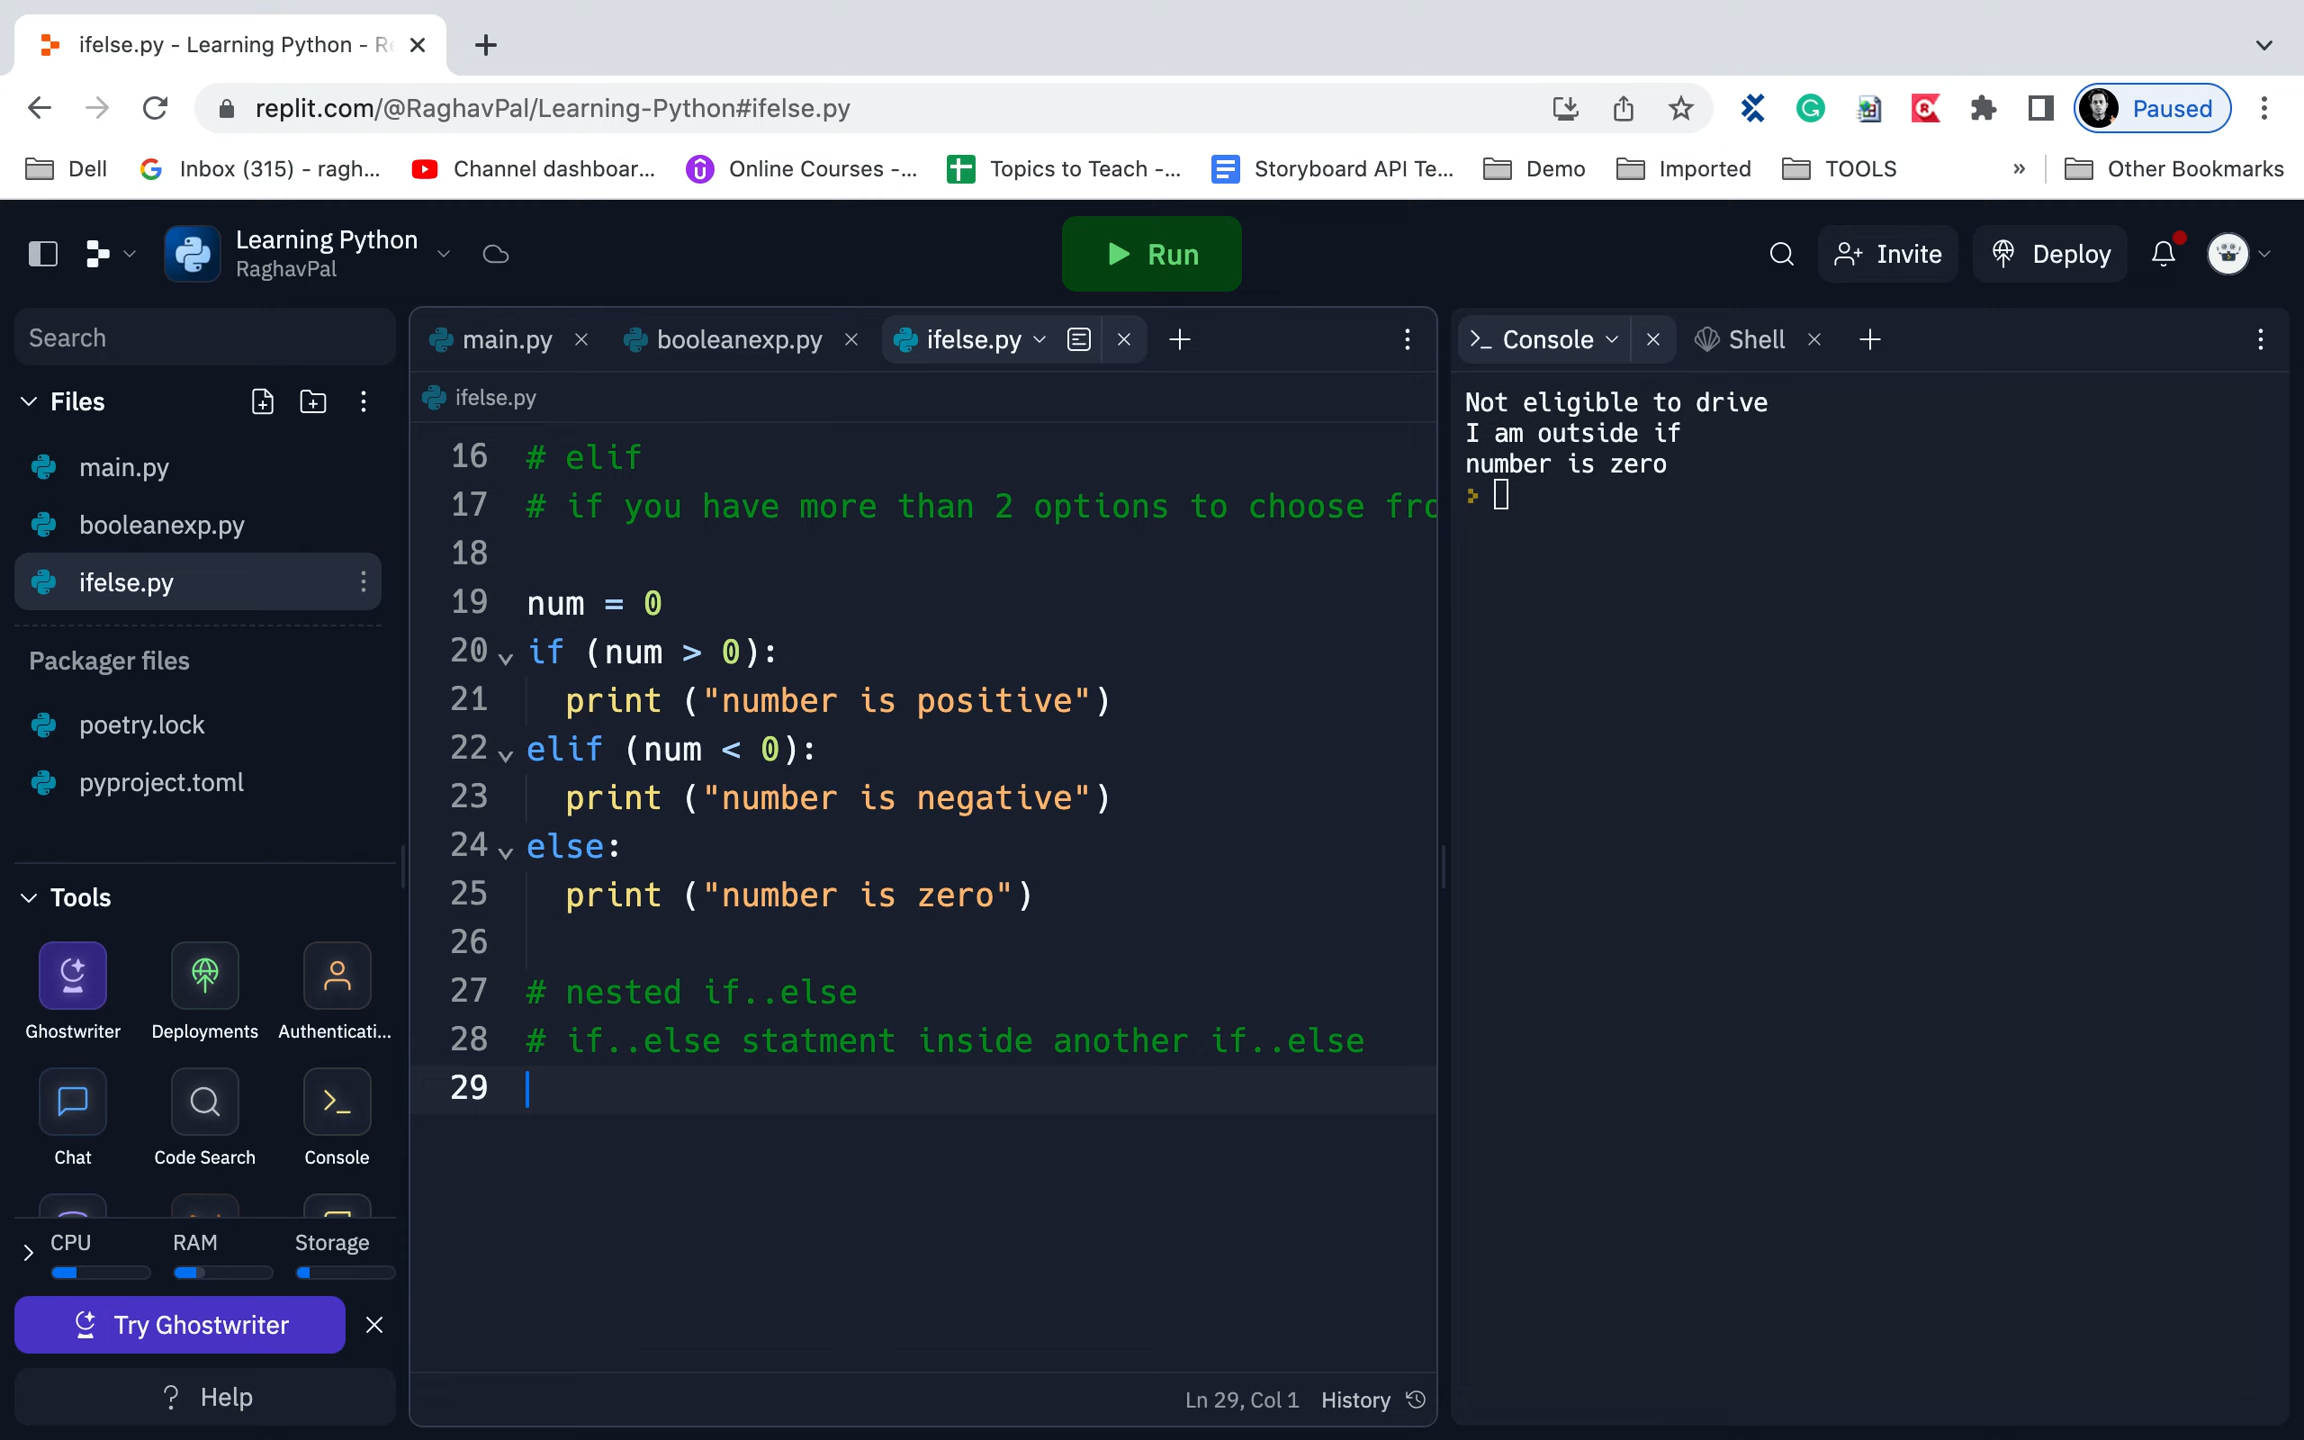 ifelse.py - Learning Python - Re
replit.com/@RaghavPal/Learning-Python#ifelse.py
Paused
Dell
Inbox (315) - ragh...
Channel dashboar...
Online Courses -...
Topics to Teach -...
Storyboard API Te...
Demo
Imported
TOOLS
»
Other Bookmarks
Learning Python
RaghavPal
Run
Invite
Deploy
Search
Files
main.py
booleanexp.py
ifelse.py
Packager files
poetry.lock
pyproject.toml
Tools
Ghostwriter
Deployments
Authenticati...
Chat
Code Search
Console
CPU
RAM
Storage
Try Ghostwriter
? Help
main.py
booleanexp.py
ifelse.py
ifelse.py
16 # elif
17 # if you have more than 2 options to choose fro
18
19 num = 0
20 if (num > 0):
21 print ("number is positive")
22 elif (num < 0):
23 print ("number is negative")
24 else:
25 print ("number is zero")
26
27 # nested if..else
28 # if..else statment inside another if..else
29
Ln 29, Col 1
History
Console
Shell
Not eligible to drive
I am outside if
number is zero